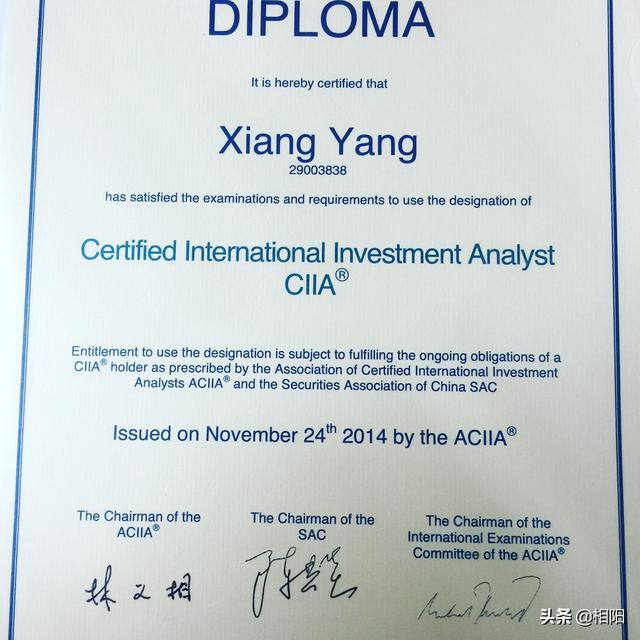 DIPLOMA
It is hereby certified that
Xiang Yang
29003838
has satisfied the examinations and requirements to use the designation of
Certified International Investment Analyst
CIIA®
Entitlement to use the designation is subject to fulfilling the ongoing obligations of a
CIIA® holder as prescribed by the Association of Certified International Investment
Analysts ACIIA® and the Securities Association of China SAC
Issued on November 24th 2014 by the ACIIA®
The Chairman of the
ACIIA®
The Chairman of the
SAC
The Chairman of the
International Examinations
Committee of the ACIIA®
林义相
头条 @相阳